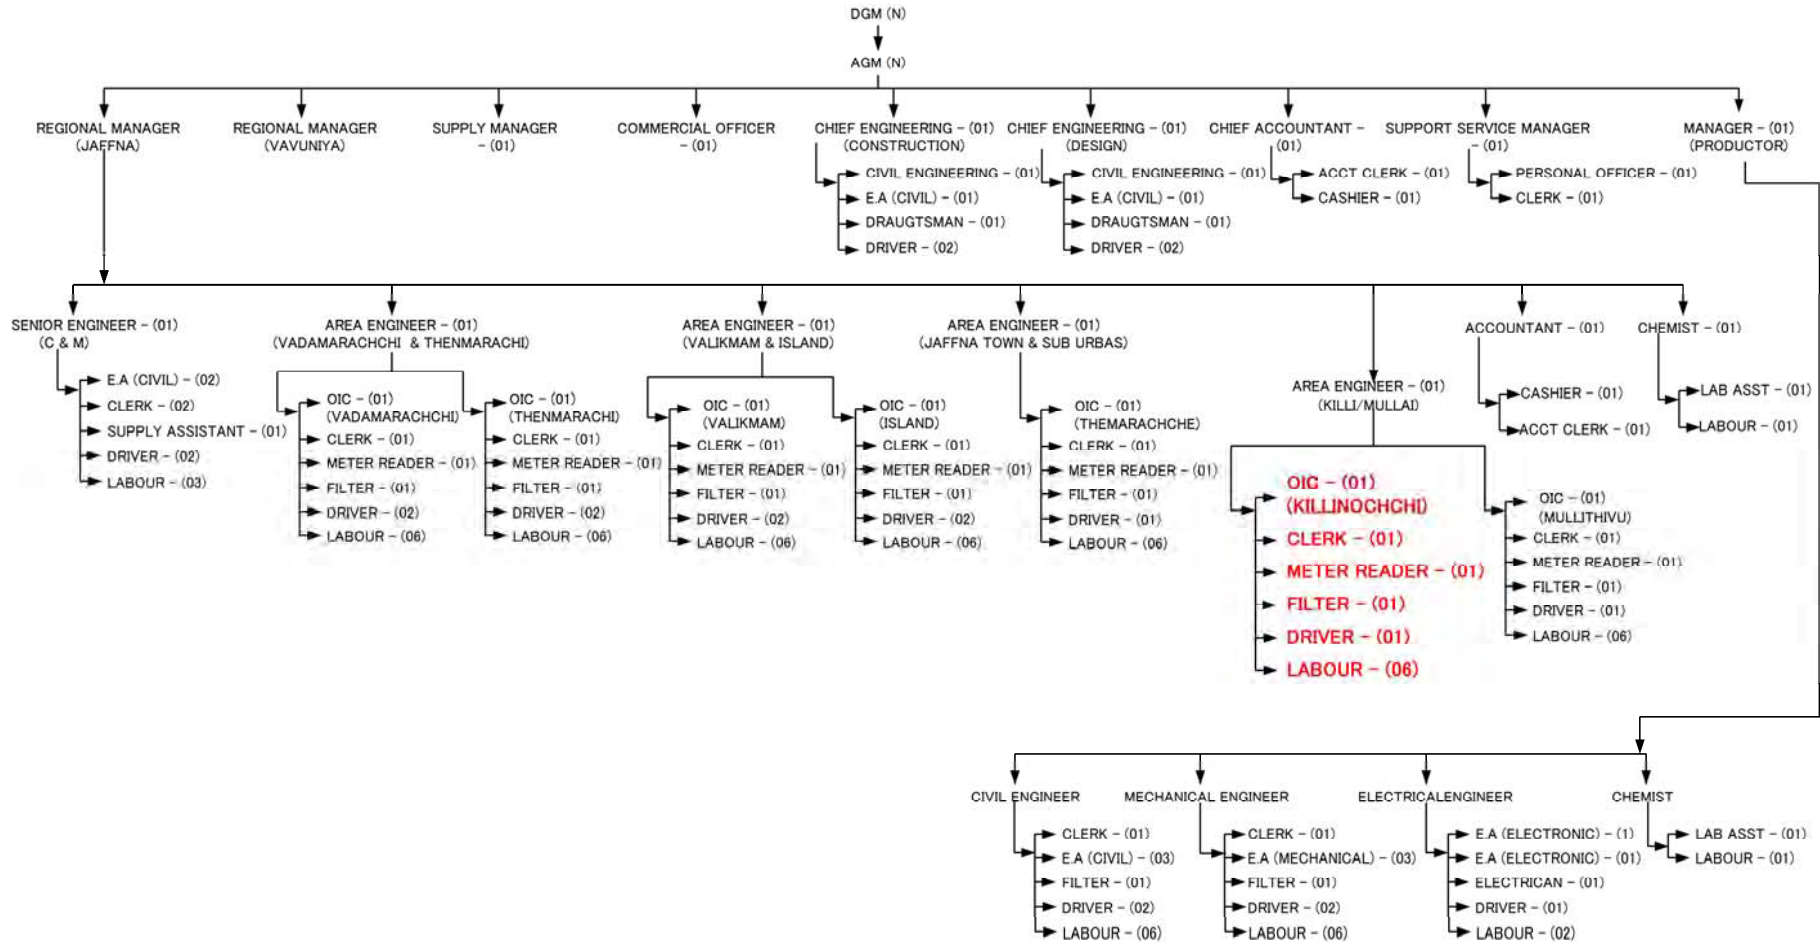 DGM (N)
AGM (N)
REGIONAL MANAGER
(JAFFNA)
REGIONAL MANAGER
(VAVUNIYA)
SUPPLY MANAGER
- (01)
COMMERCIAL OFFICER
- (01)
CHIEF ENGINEERING - (01)
(CONSTRUCTION)
CIVIL ENGINEERING - (01)
E.A (CIVIL) - (01)
DRAUGTSMAN - (01)
DRIVER - (02)
CHIEF ENGINEERING - (01)
(DESIGN)
CIVIL ENGINEERING - (01)
E.A (CIVIL) - (01)
DRAUGTSMAN - (01)
DRIVER - (02)
CHIEF ACCOUNTANT -
(01)
ACCT CLERK - (01)
CASHIER - (01)
SUPPORT SERVICE MANAGER
- (01)
PERSONAL OFFICER - (01)
CLERK - (01)
MANAGER - (01)
(PRODUCTOR)
SENIOR ENGINEER - (01)
(C & M)
E.A (CIVIL) - (02)
CLERK - (02)
SUPPLY ASSISTANT - (01)
DRIVER - (02)
LABOUR - (03)
AREA ENGINEER - (01)
(VADAMARACHCHI & THENMARACHI)
OIC - (01)
(VADAMARACHCHI)
CLERK - (01)
METER READER - (01)
FILTER - (01)
DRIVER - (02)
LABOUR - (06)
OIC - (01)
(THENMARACHI)
CLERK - (01)
METER READER - (01)
FILTER - (01)
DRIVER - (02)
LABOUR - (06)
AREA ENGINEER - (01)
(VALIKMAM & ISLAND)
OIC - (01)
(VALIKMAM)
CLERK - (01)
METER READER - (01)
FILTER - (01)
DRIVER - (02)
LABOUR - (06)
OIC - (01)
(ISLAND)
CLERK - (01)
METER READER - (01)
FILTER - (01)
DRIVER - (02)
LABOUR - (06)
AREA ENGINEER - (01)
(JAFFNA TOWN & SUB URBAS)
OIC - (01)
(THEMARACHCHE)
CLERK - (01)
METER READER - (01)
FILTER - (01)
DRIVER - (01)
LABOUR - (06)
AREA ENGINEER - (01)
(KILLI/MULLAI)
OIC - (01)
(KILLINOCHCHI)
CLERK - (01)
METER READER - (01)
FILTER - (01)
DRIVER - (01)
LABOUR - (06)
OIC - (01)
(MULLITHIVU)
CLERK - (01)
METER READER - (01)
FILTER - (01)
DRIVER - (01)
LABOUR - (06)
ACCOUNTANT - (01)
CASHIER - (01)
ACCT CLERK - (01)
CHEMIST - (01)
LAB ASST - (01)
LABOUR - (01)
CIVIL ENGINEER
CLERK - (01)
E.A (CIVIL) - (03)
FILTER - (01)
DRIVER - (02)
LABOUR - (06)
MECHANICAL ENGINEER
CLERK - (01)
E.A (MECHANICAL) - (03)
FILTER - (01)
DRIVER - (02)
LABOUR - (06)
ELECTRICALENGINEER
E.A (ELECTRONIC) - (1)
E.A (ELECTRONIC) - (01)
ELECTRICAN - (01)
DRIVER - (01)
LABOUR - (02)
CHEMIST
LAB ASST - (01)
LABOUR - (01)